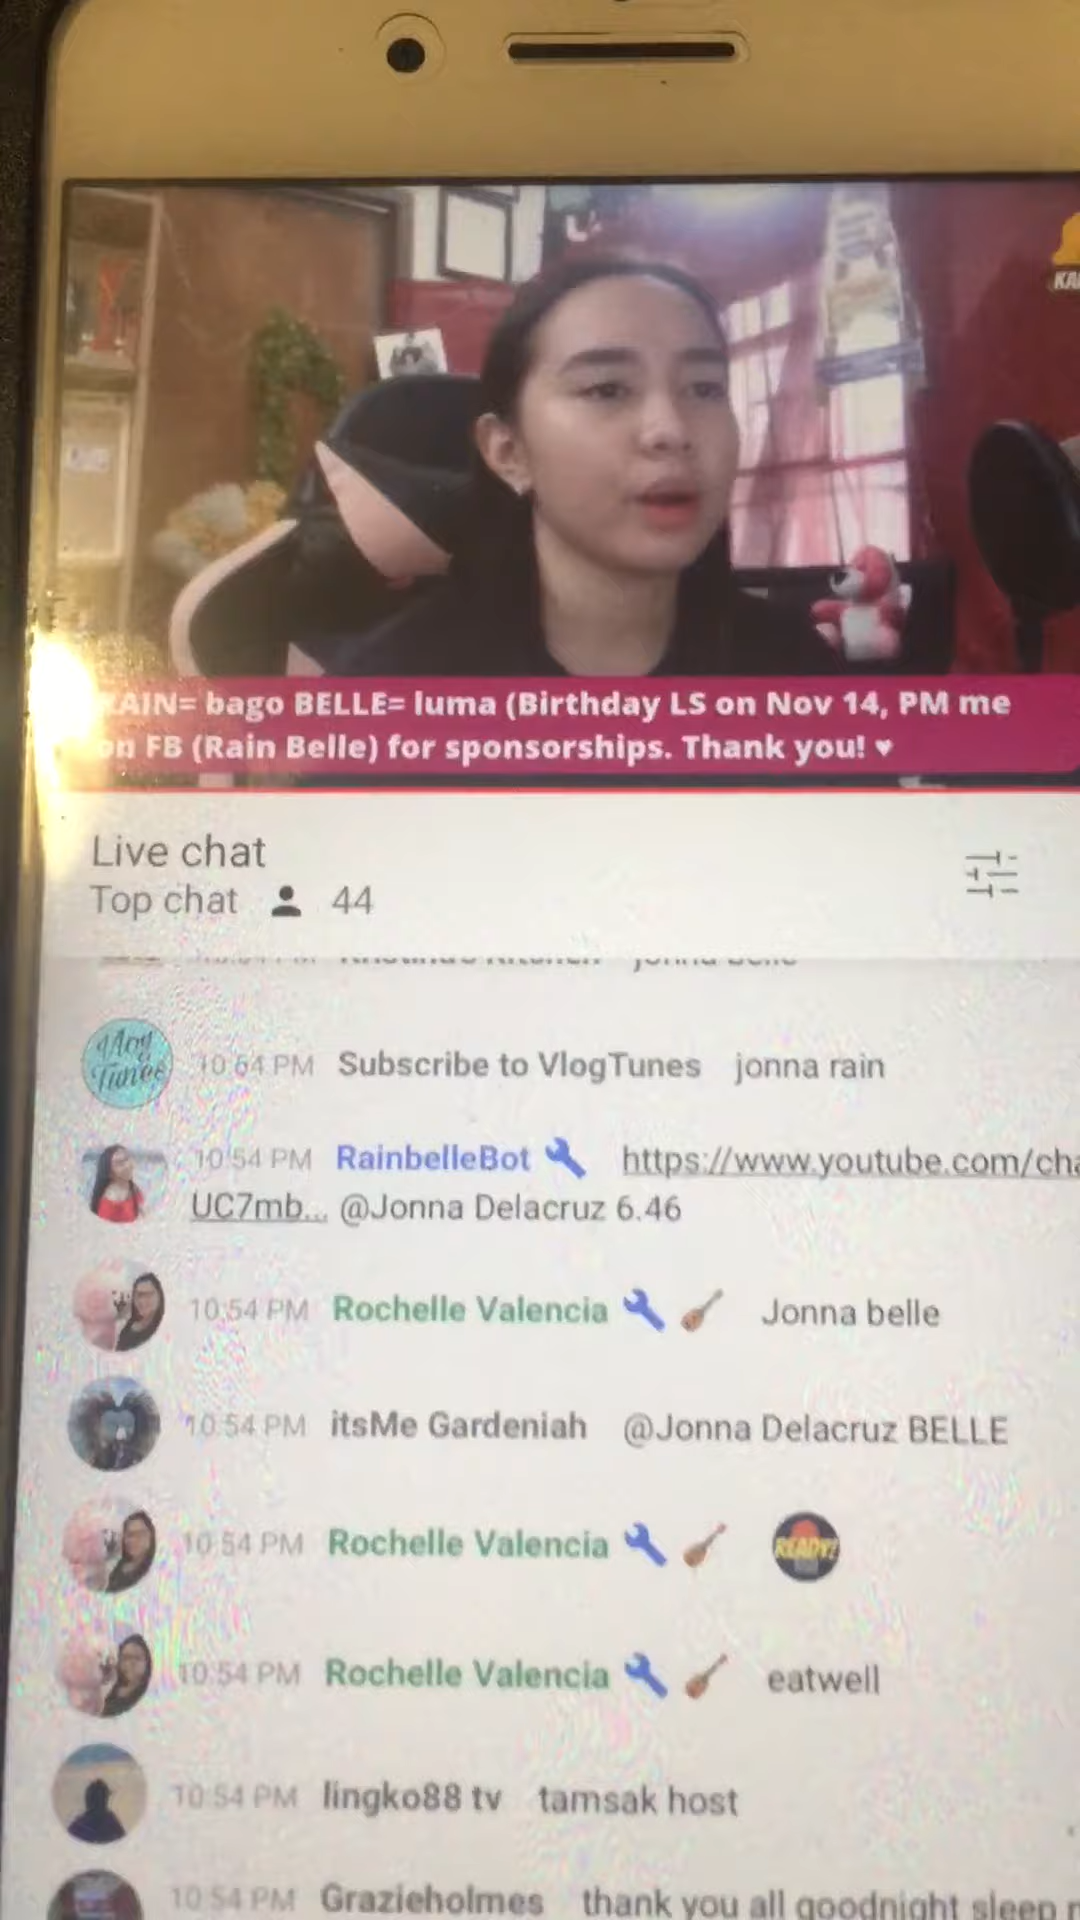 KA
AIN= bago BELLE= luma (Birthday LS on Nov 14, PM me
on FB (Rain Belle) for sponsorships. Thank you! ♥
Live chat
Top chat 44
Vlog
Tunes
10:54 PM Subscribe to VlogTunes jonna rain
10:54 PM RainbelleBot https://www.youtube.com/cha
UC7mb... @Jonna Delacruz 6.46
10:54 PM Rochelle Valencia Jonna belle
10:54 PM itsMe Gardeniah @Jonna Delacruz BELLE
10:54 PM Rochelle Valencia READY!
10:54 PM Rochelle Valencia eatwell
10:54 PM lingko88 tv tamsak host
10:54 PM Grazieholmes thank you all goodnight sleep